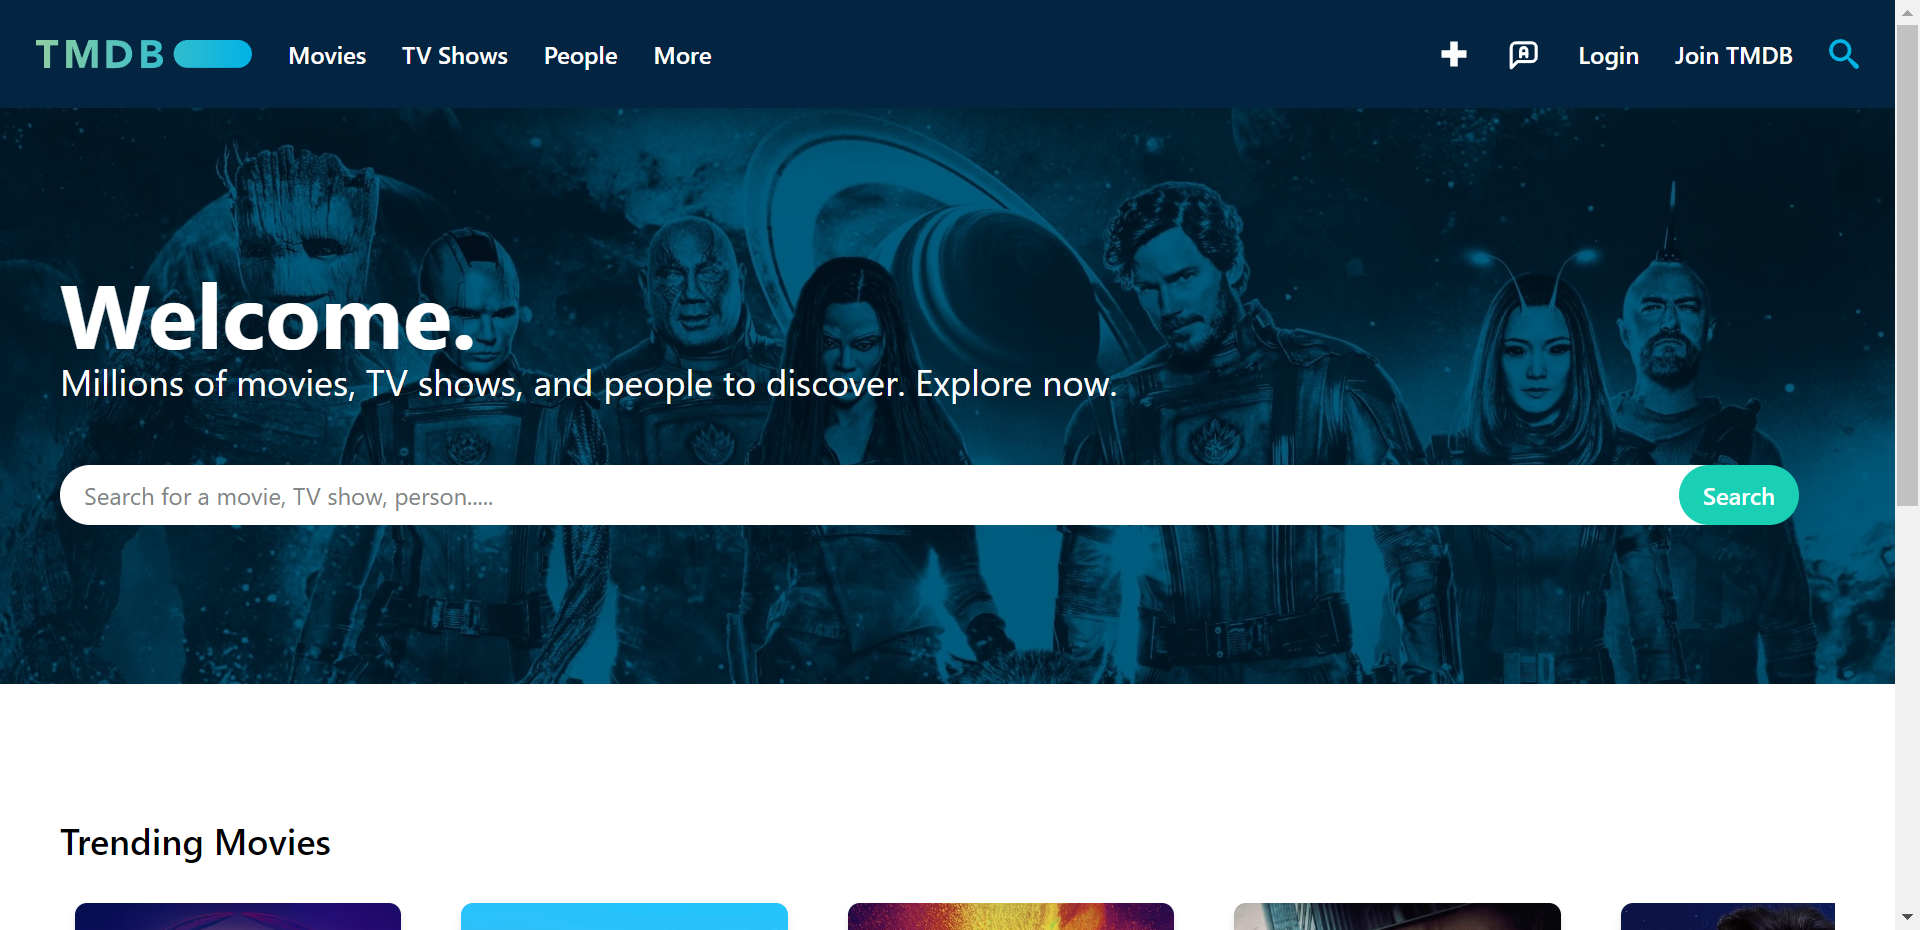 TMDB Movies TV Shows People More A Login Join TMDB
Welcome.
Millions of movies, TV shows, and people to discover. Explore now.
Search for a movie, TV show, person..... Search
Trending Movies